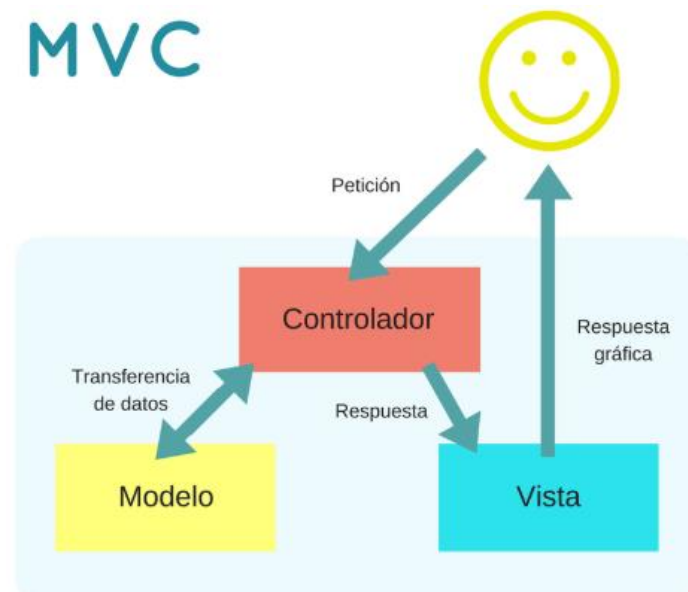 MVC
Petición
Controlador
Respuesta
gráfica
Transferencia
de datos
Respuesta
Modelo
Vista